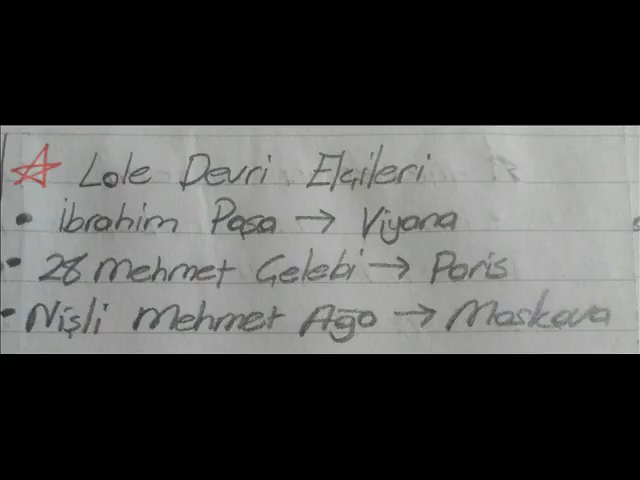 ☆ Lale Devri Elçileri
• İbrahim Paşa → Viyana
• 28 Mehmet Çelebi → Paris
• Nişli Mehmet Ağa → Moskova